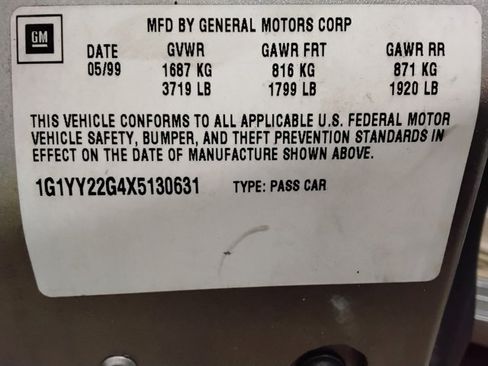 GM
MFD BY GENERAL MOTORS CORP
DATE GVWR GAWR FRT GAWR RR
05/99 1687 KG 816 KG 871 KG
3719 LB 1799 LB 1920 LB
THIS VEHICLE CONFORMS TO ALL APPLICABLE U.S. FEDERAL MOTOR
VEHICLE SAFETY, BUMPER, AND THEFT PREVENTION STANDARDS IN
EFFECT ON THE DATE OF MANUFACTURE SHOWN ABOVE.
1G1YY22G4X5130631 TYPE: PASS CAR